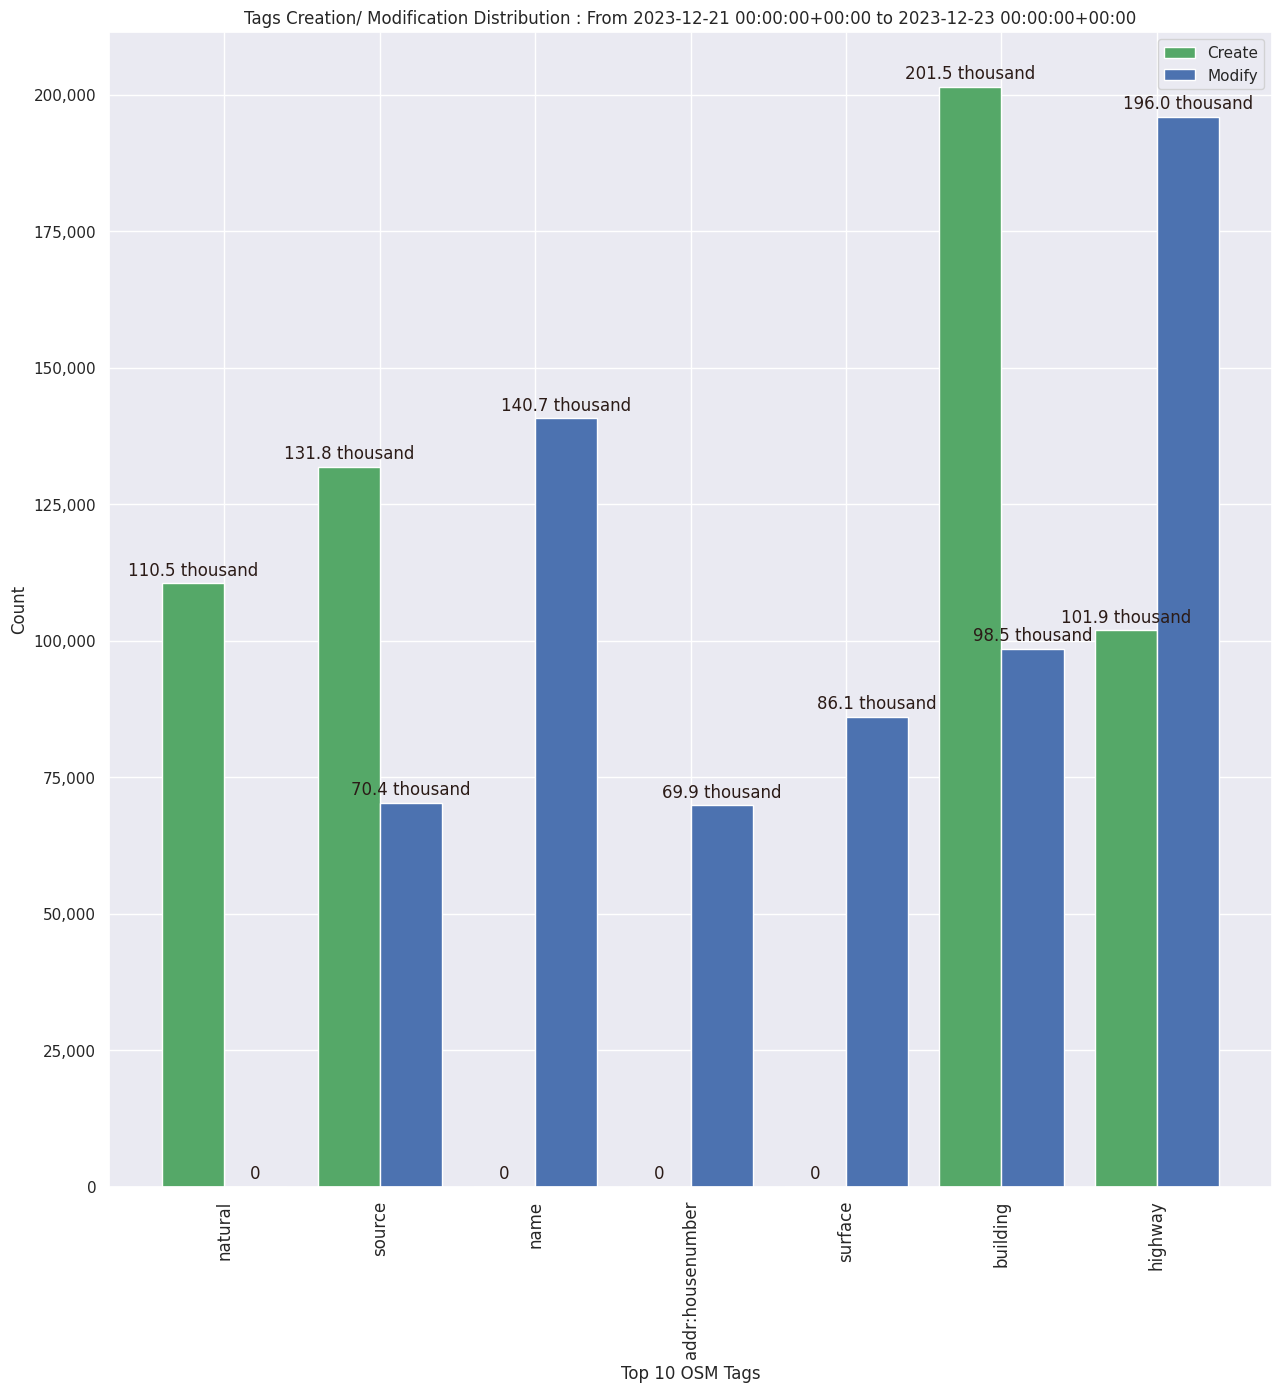 Tags Creation/ Modification Distribution : From 2023-12-21 00:00:00+00:00 to 2023-12-23 00:00:00+00:00
Create
Modify
201.5 thousand
196.0 thousand
200,000
175,000
150,000
140.7 thousand
131.8 thousand
125,000
110.5 thousand
101.9 thousand
98.5 thousand
100,000
86.1 thousand
75,000
70.4 thousand
69.9 thousand
50,000
25,000
0
0
0
0
0
Count
natural
source
name
addr:housenumber
surface
building
highway
Top 10 OSM Tags